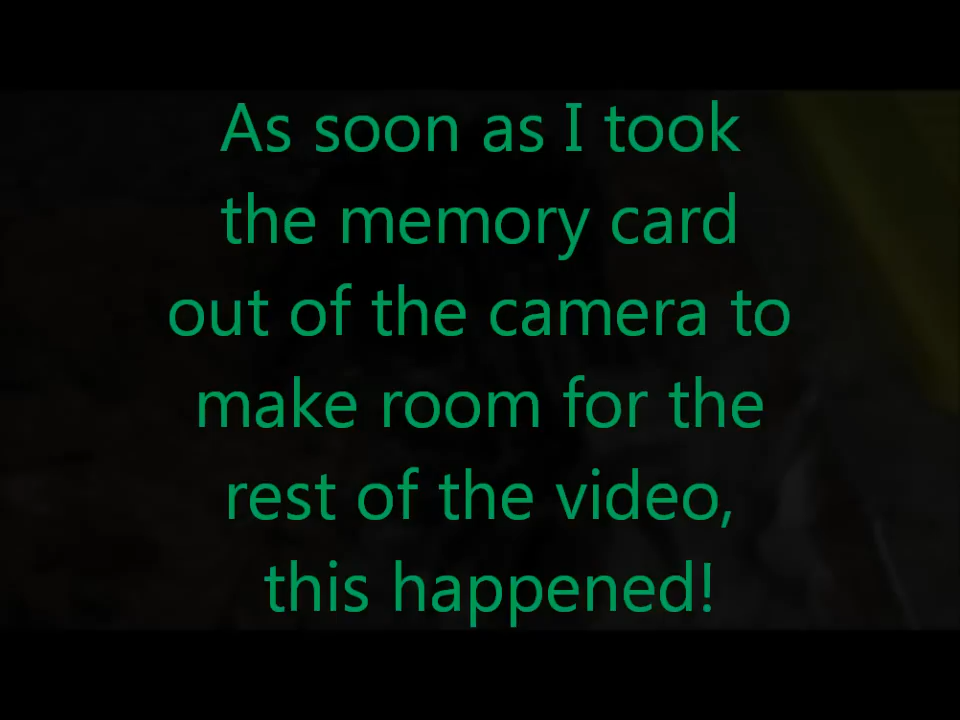 As soon as I took
the memory card
out of the camera to
make room for the
rest of the video,
this happened!